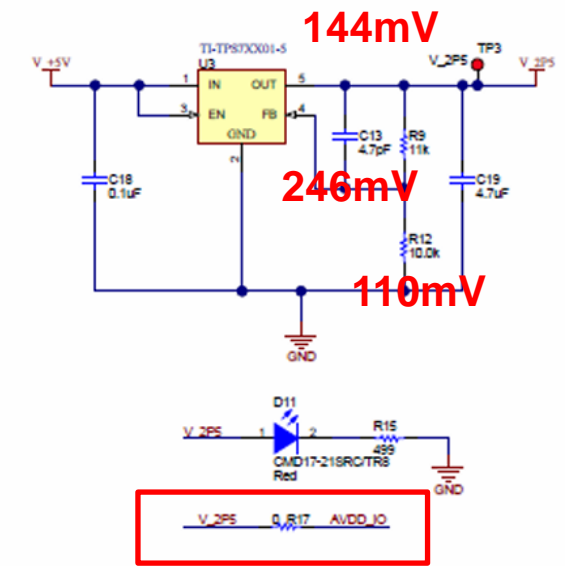 144mV
TI-TPS7XX01-5
U3
V_+5V
V_2P5
TP3
V_2P5
1
IN
OUT
5
3
EN
FB
4
GND
2
C13
4.7pF
R9
11k
C18
0.1uF
246mV
C19
4.7uF
R12
10.0k
110mV
GND
D11
V_2P5
1
2
R15
499
CMD17-21SRC/TR8
Red
GND
V_2P5
0
R17
AVDD_IO